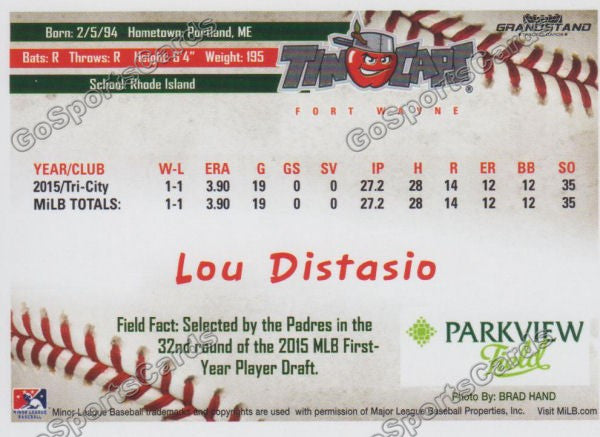 Born: 2/5/94 Hometown: Portland, ME
Bats: R Throws: R Height: 6'4" Weight: 195
School: Rhode Island
TINCAPS
FORT WAYNE
GRANDSTAND
YEAR/CLUB W-L ERA G GS SV IP H R ER BB SO
2015/Tri-City 1-1 3.90 19 0 0 27.2 28 14 12 12 35
MiLB TOTALS: 1-1 3.90 19 0 0 27.2 28 14 12 12 35
Lou Distasio
Field Fact: Selected by the Padres in the
32nd round of the 2015 MLB First-
Year Player Draft.
PARKVIEW
Field
Photo By: BRAD HAND
MINOR LEAGUE
BASEBALL
Minor League Baseball trademarks and copyrights are used with permission of Major League Baseball Properties, Inc. Visit MiLB.com
GoSportsCards